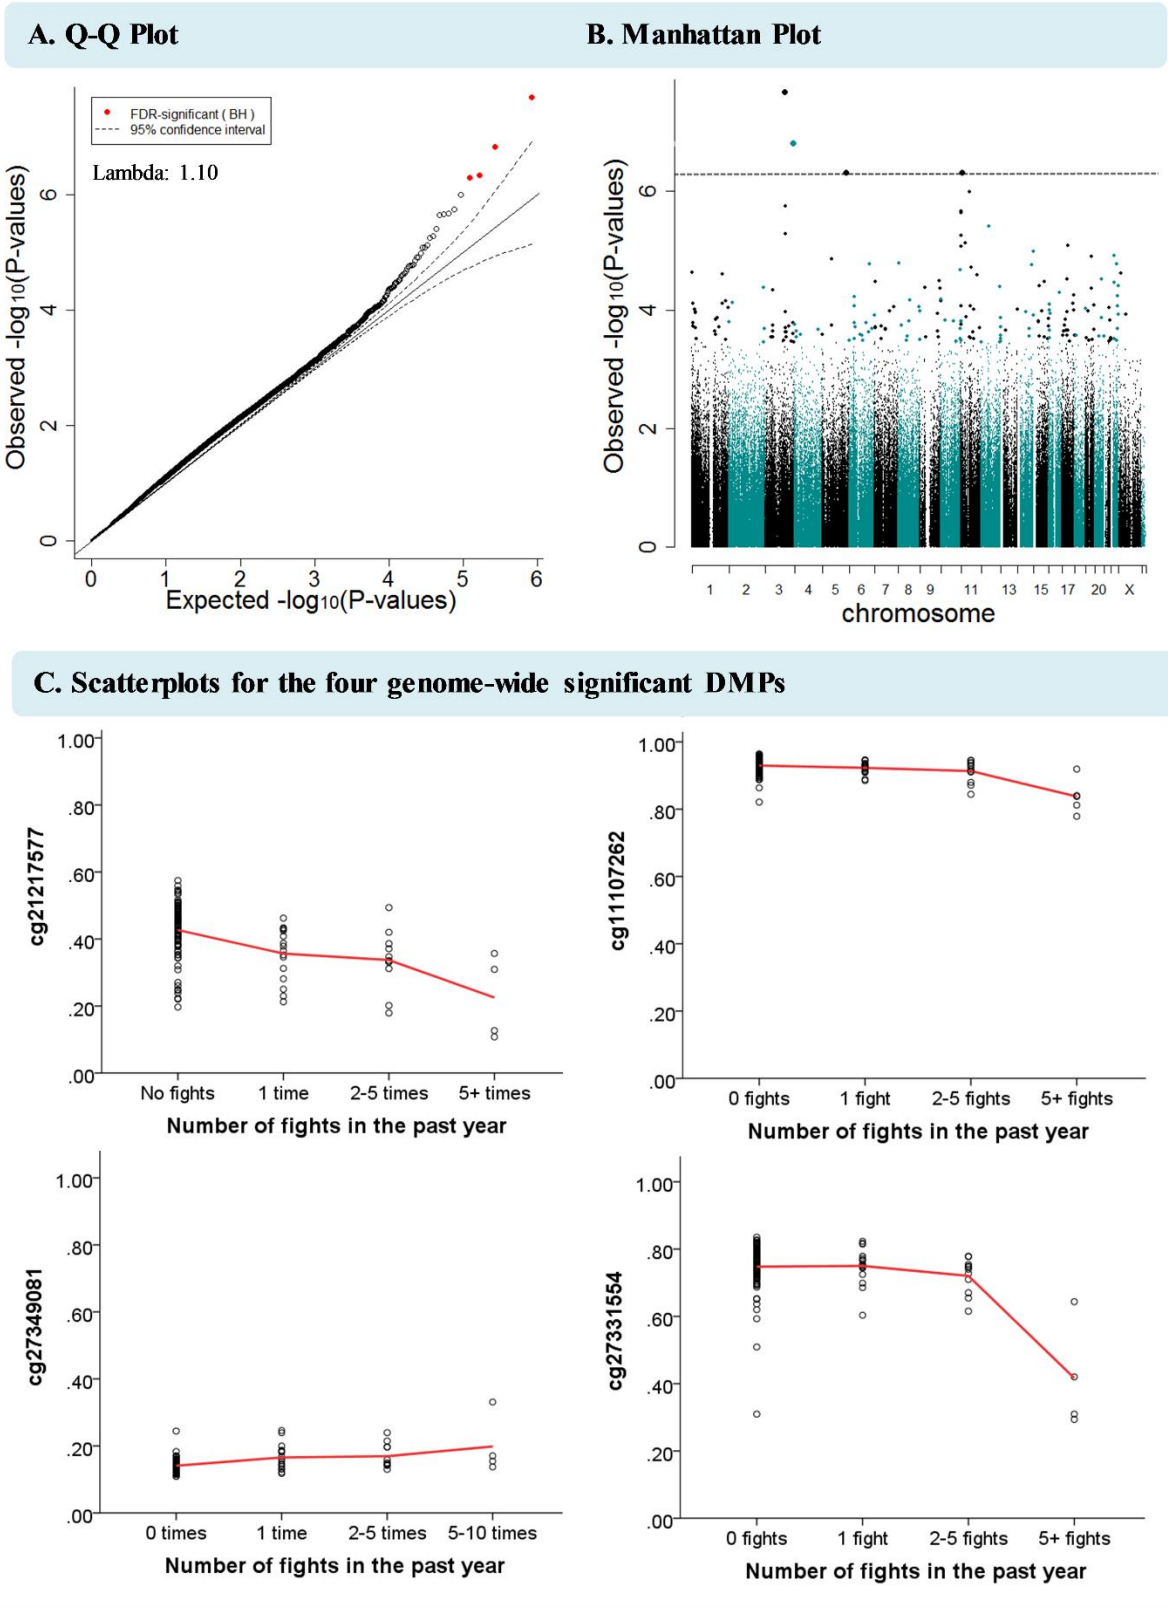 A. Q-Q Plot
B. Manhattan Plot
FDR-significant ( BH )
95% confidence interval
Lambda: 1.10
Observed -log10(P-values)
6
4
2
0
0 1 2 3 4 5 6
Expected -log10(P-values)
Observed -log10(P-values)
6
4
2
0
1 2 3 4 5 6 7 8 9 11 13 15 17 20 X
chromosome
C. Scatterplots for the four genome-wide significant DMPs
cg21217577
1.00
.80
.60
.40
.20
.00
No fights 1 time 2-5 times 5+ times
Number of fights in the past year
cg11107262
1.00
.80
.60
.40
.20
.00
0 fights 1 fight 2-5 fights 5+ fights
Number of fights in the past year
cg27349081
1.00
.80
.60
.40
.20
.00
0 times 1 time 2-5 times 5-10 times
Number of fights in the past year
cg27331554
1.00
.80
.60
.40
.20
.00
0 fights 1 fight 2-5 fights 5+ fights
Number of fights in the past year